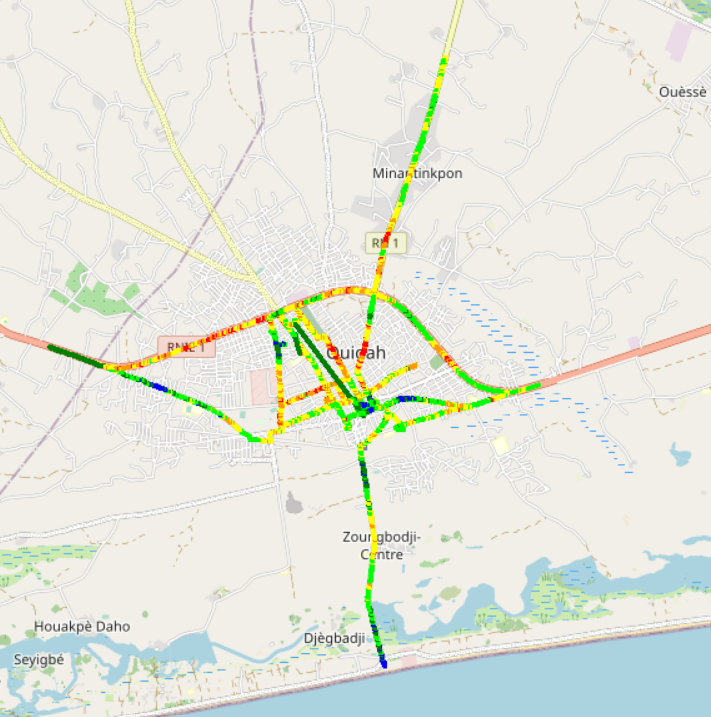 Ouèssè
Minantinkpon
RN 1
RNIE 1
Ouidah
Zoungbodji-
Centre
Houakpè Daho
Djègbadji
Seyigbé